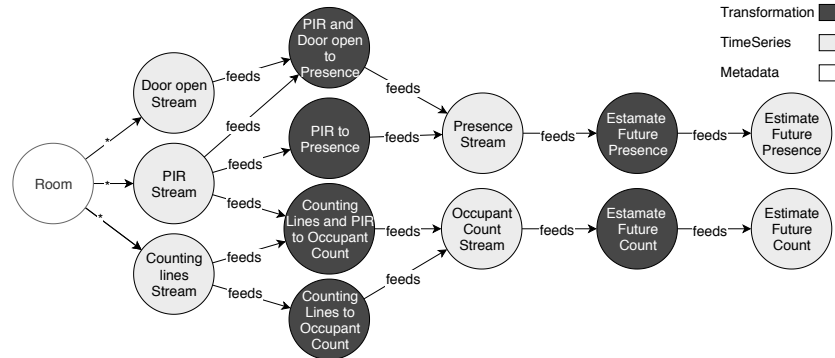 Transformation
TimeSeries
Metadata
PIR and
Door open
to
Presence
Door open
Stream
feeds
feeds
feeds
*
Room
*
PIR
Stream
feeds
PIR to
Presence
feeds
Presence
Stream
feeds
Estamate
Future
Presence
feeds
Estimate
Future
Presence
*
feeds
Counting
Lines and PIR
to Occupant
Count
feeds
Occupant
Count
Stream
feeds
Estamate
Future
Count
feeds
Estimate
Future
Count
Counting
lines
Stream
feeds
feeds
Counting
Lines to
Occupant
Count
feeds